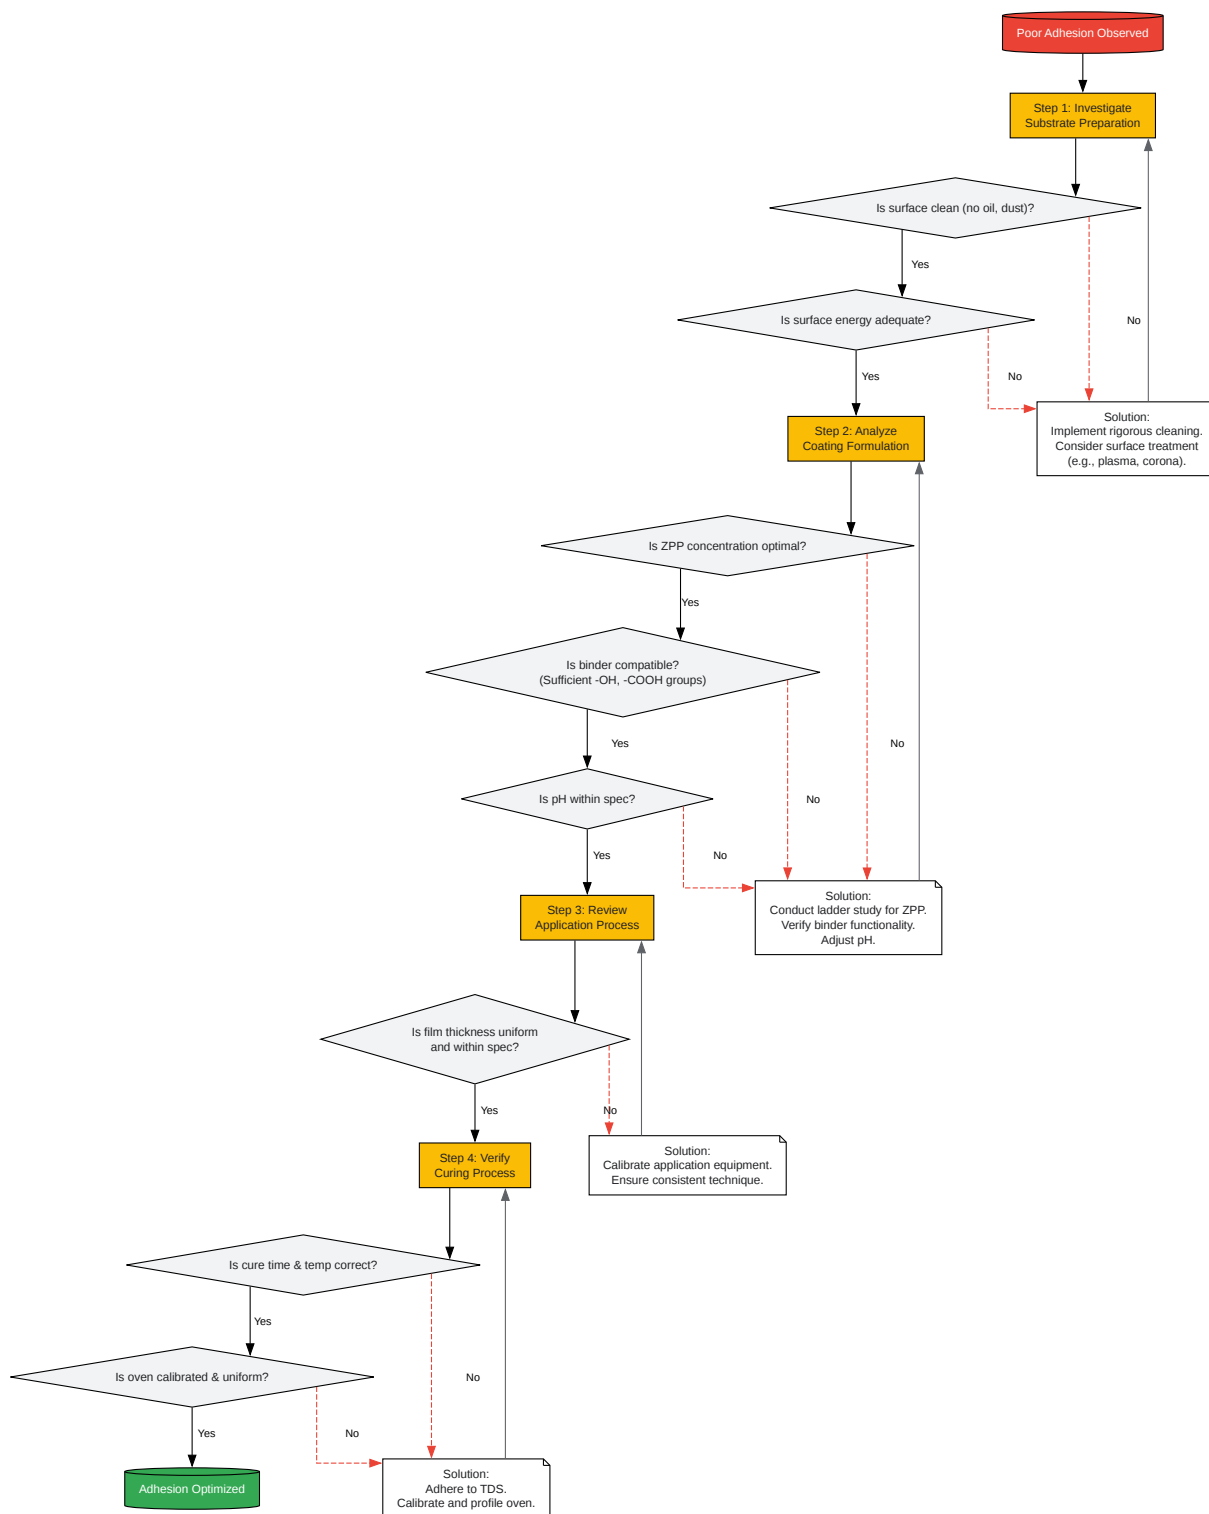 Poor Adhesion Observed
Step 1: Investigate
Substrate Preparation
Is surface clean (no oil, dust)?
Yes
Is surface energy adequate?
No
Yes
No
Solution:
Implement rigorous cleaning.
Consider surface treatment
(e.g., plasma, corona).
Step 2: Analyze
Coating Formulation
Is ZPP concentration optimal?
Yes
Is binder compatible?
(Sufficient -OH, -COOH groups)
Yes
No
Is pH within spec?
No
Yes
No
Solution:
Conduct ladder study for ZPP.
Verify binder functionality.
Adjust pH.
Step 3: Review
Application Process
Is film thickness uniform
and within spec?
Yes
No
Solution:
Calibrate application equipment.
Ensure consistent technique.
Step 4: Verify
Curing Process
Is cure time & temp correct?
Yes
Is oven calibrated & uniform?
No
Yes
No
Solution:
Adhere to TDS.
Calibrate and profile oven.
Adhesion Optimized